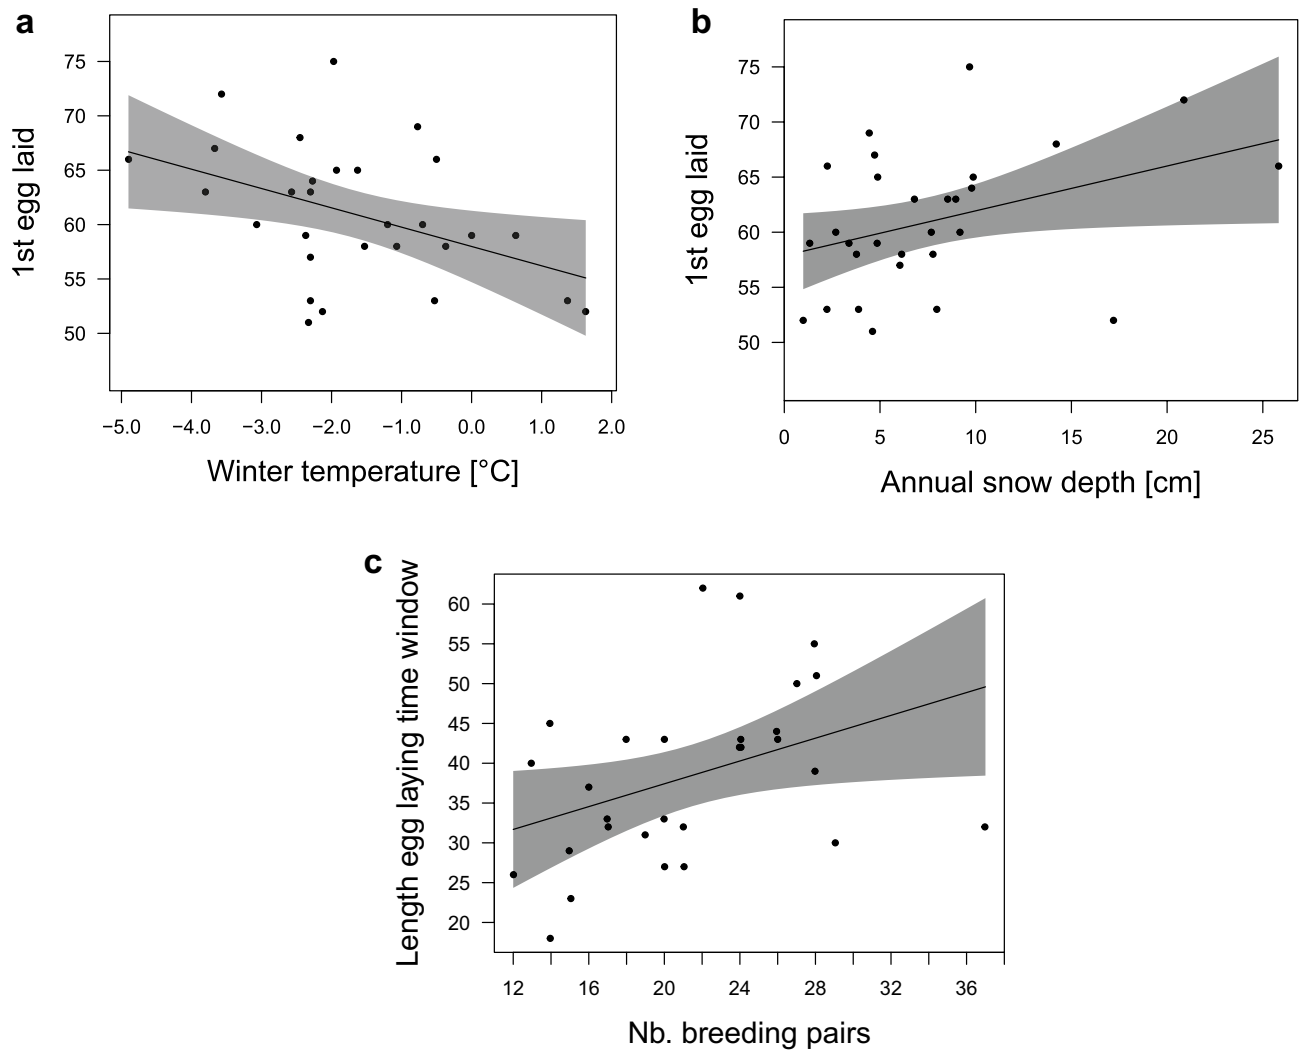 a
1st egg laid
75
70
65
60
55
50
−5.0 −4.0 −3.0 −2.0 −1.0 0.0 1.0 2.0
Winter temperature [°C]
b
1st egg laid
75
70
65
60
55
50
0 5 10 15 20 25
Annual snow depth [cm]
c
Length egg laying time window
60
55
50
45
40
35
30
25
20
12 16 20 24 28 32 36
Nb. breeding pairs